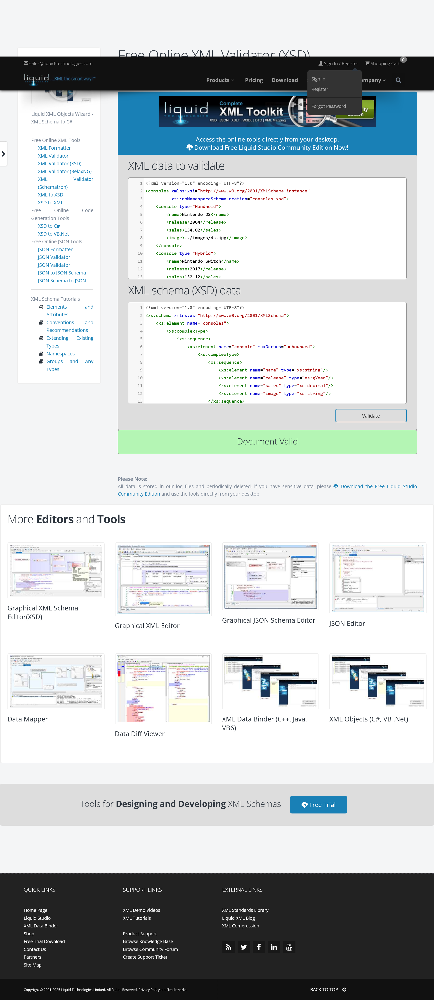 Free Online XML Validator (XSD)
sales@liquid-technologies.com
Sign In / Register
Shopping Cart
0
liquid
TECHNOLOGIES
...XML the smart way!™
Products
Pricing
Download
ompany
Sign In
Register
Forgot Password
Liquid XML Objects Wizard -
XML Schema to C#
Free Online XML Tools
XML Formatter
XML Validator
XML Validator (XSD)
XML Validator (RelaxNG)
XML Validator
(Schematron)
XML to XSD
XSD to XML
Free Online Code
Generation Tools
XSD to C#
XSD to VB.Net
Free Online JSON Tools
JSON Formatter
JSON Validator
JSON Validator
JSON to JSON Schema
JSON Schema to JSON
XML Schema Tutorials
Elements and
Attributes
Conventions and
Recommendations
Extending Existing
Types
Namespaces
Groups and Any
Types
liquid
TECHNOLOGIES
Complete
XML Toolkit
XSD | JSON | XSLT | WSDL | DTD | XML Mapping
E Model
Edition
Access the online tools directly from your desktop.
Download Free Liquid Studio Community Edition Now!
XML data to validate
1 <?xml version="1.0" encoding="UTF-8"?>
2 <consoles xmlns:xsi="http://www.w3.org/2001/XMLSchema-instance"
3 xsi:noNamespaceSchemaLocation="consoles.xsd">
4 <console type="Handheld">
5 <name>Nintendo DS</name>
6 <release>2004</release>
7 <sales>154.02</sales>
8 <image>../images/ds.jpg</image>
9 </console>
10 <console type="Hybrid">
11 <name>Nintendo Switch</name>
12 <release>2017</release>
13 <sales>152.12</sales>
XML schema (XSD) data
1 <?xml version="1.0" encoding="UTF-8"?>
2 <xs:schema xmlns:xs="http://www.w3.org/2001/XMLSchema">
3 <xs:element name="consoles">
4 <xs:complexType>
5 <xs:sequence>
6 <xs:element name="console" maxOccurs="unbounded">
7 <xs:complexType>
8 <xs:sequence>
9 <xs:element name="name" type="xs:string"/>
10 <xs:element name="release" type="xs:gYear"/>
11 <xs:element name="sales" type="xs:decimal"/>
12 <xs:element name="image" type="xs:string"/>
13 </xs:sequence>
Validate
Document Valid
Please Note:
All data is stored in our log files and periodically deleted, if you have sensitive data, please Download the Free Liquid Studio
Community Edition and use the tools directly from your desktop.
More Editors and Tools
Graphical XML Schema
Editor(XSD)
Graphical XML Editor
Graphical JSON Schema Editor
JSON Editor
Data Mapper
Data Diff Viewer
XML Data Binder (C++, Java,
VB6)
XML Objects (C#, VB .Net)
Tools for Designing and Developing XML Schemas
Free Trial
QUICK LINKS
Home Page
Liquid Studio
XML Data Binder
Shop
Free Trial Download
Contact Us
Partners
Site Map
SUPPORT LINKS
XML Demo Videos
XML Tutorials
Product Support
Browse Knowledge Base
Browse Community Forum
Create Support Ticket
EXTERNAL LINKS
XML Standards Library
Liquid XML Blog
XML Compression
You Tube
Copyright © 2001-2025 Liquid Technologies Limited. All Rights Reserved. Privacy Policy and Trademarks
BACK TO TOP